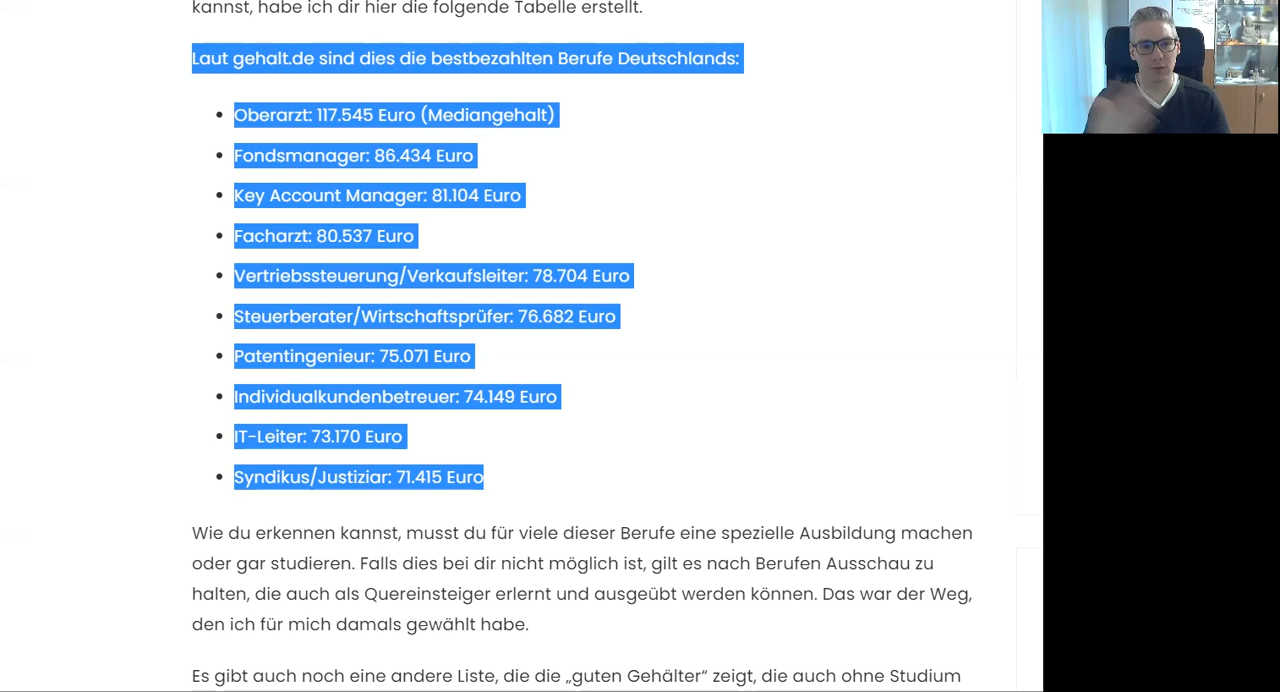 kannst, habe ich dir hier die folgende Tabelle erstellt.
Laut gehalt.de sind dies die bestbezahlten Berufe Deutschlands:
• Oberarzt: 117.545 Euro (Mediangehalt)
• Fondsmanager: 86.434 Euro
• Key Account Manager: 81.104 Euro
• Facharzt: 80.537 Euro
• Vertriebssteuerung/Verkaufsleiter: 78.704 Euro
• Steuerberater/Wirtschaftsprüfer: 76.682 Euro
• Patentingenieur: 75.071 Euro
• Individualkundenbetreuer: 74.149 Euro
• IT-Leiter: 73.170 Euro
• Syndikus/Justiziar: 71.415 Euro
Wie du erkennen kannst, musst du für viele dieser Berufe eine spezielle Ausbildung machen
oder gar studieren. Falls dies bei dir nicht möglich ist, gilt es nach Berufen Ausschau zu
halten, die auch als Quereinsteiger erlernt und ausgeübt werden können. Das war der Weg,
den ich für mich damals gewählt habe.
Es gibt auch noch eine andere Liste, die die „guten Gehälter“ zeigt, die auch ohne Studium